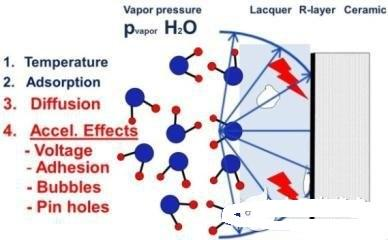 Vapor pressure
Pvapor H2O
Lacquer R-layer Ceramic
1. Temperature
2. Adsorption
3. Diffusion
4. Accel. Effects
- Voltage
- Adhesion
- Bubbles
- Pin holes